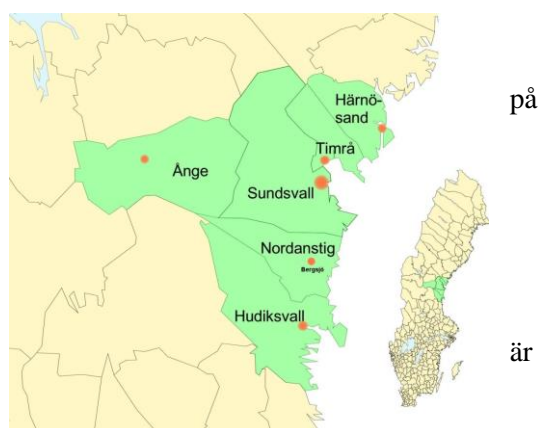 Härnö-
sand
på
Timrå
Ånge
Sundsvall
Nordanstig
Bergsjö
Hudiksvall
är